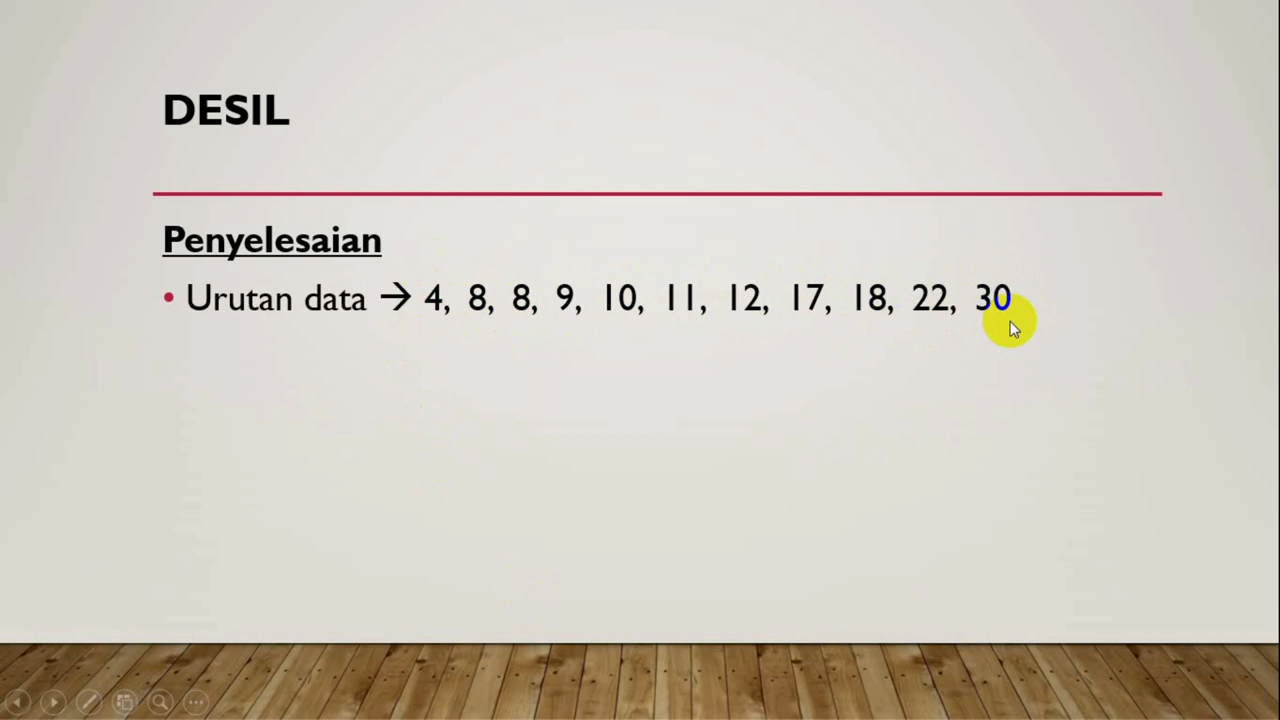 DESIL
Penyelesaian
• Urutan data → 4, 8, 8, 9, 10, 11, 12, 17, 18, 22, 30